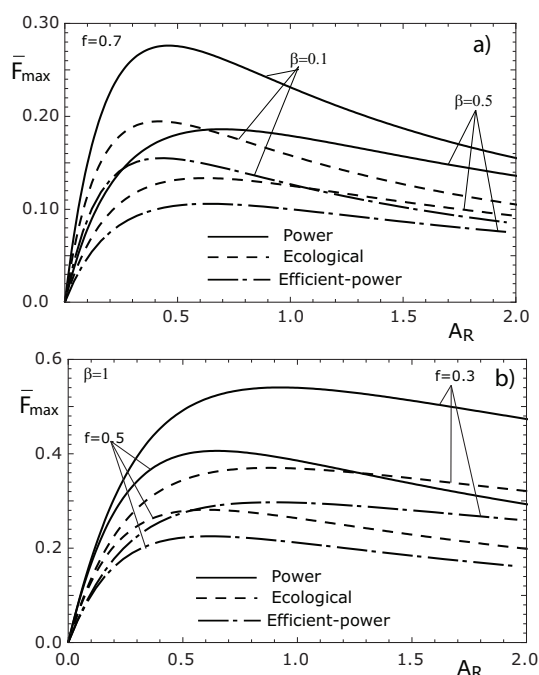 0.30
f=0.7
a)
F̄max
β=0.1
0.20
β=0.5
0.10
Power
Ecological
Efficient-power
0.0
0.5
1.0
1.5
2.0
AR
0.6
β=1
b)
f=0.3
F̄max
f=0.5
0.4
0.2
Power
Ecological
Efficient-power
0.0
0.0
0.5
1.0
1.5
2.0
AR